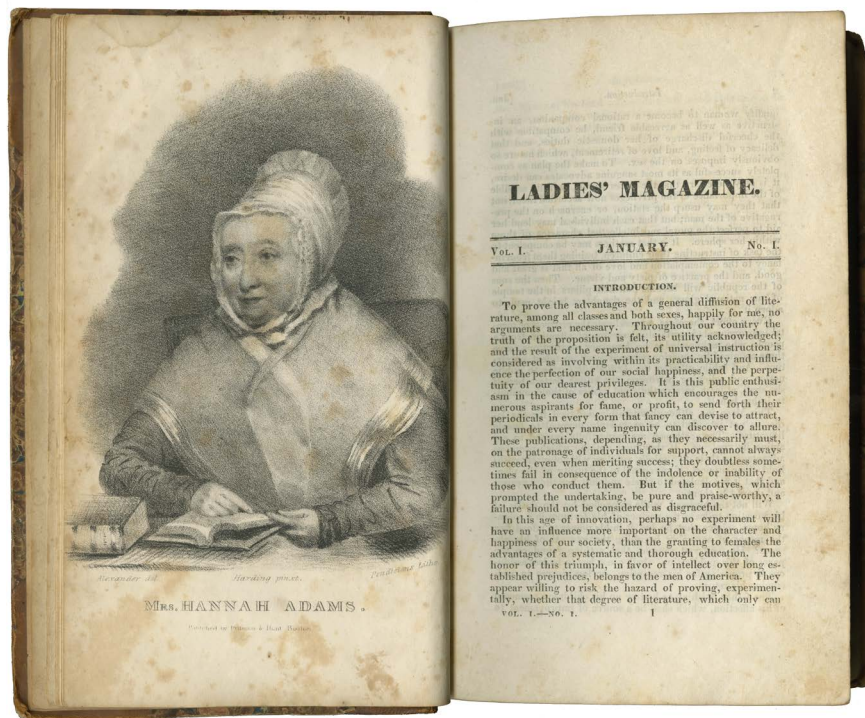 Alexander del.
Harding pinxt.
Pendleton's Litho.
MRS. HANNAH ADAMS.
LADIES' MAGAZINE.
VOL. I.
JANUARY.
No. I.
INTRODUCTION.
To prove the advantages of a general diffusion of lite-
rature, among all classes and both sexes, happily for me, no
arguments are necessary. Throughout our country the
truth of the proposition is felt, its utility acknowledged;
and the result of the experiment of universal instruction is
considered as involving within its practicability and influ-
ence the perfection of our social happiness, and the perpe-
tuity of our dearest privileges. It is this public enthusi-
asm in the cause of education which encourages the nu-
merous aspirants for fame, or profit, to send forth their
periodicals in every form that fancy can devise to attract,
and under every name ingenuity can discover to allure.
These publications, depending, as they necessarily must,
on the patronage of individuals for support, cannot always
succeed, even when meriting success; they doubtless some-
times fail in consequence of the indolence or inability of
those who conduct them. But if the motives, which
prompted the undertaking, be pure and praise-worthy, a
failure should not be considered as disgraceful.
In this age of innovation, perhaps no experiment will
have an influence more important on the character and
happiness of our society, than the granting to females the
advantages of a systematic and thorough education. The
honor of this triumph, in favor of intellect over long es-
tablished prejudices, belongs to the men of America. They
appear willing to risk the hazard of proving, experimen-
tally, whether that degree of literature, which only can
VOL. I.—NO. I. 1